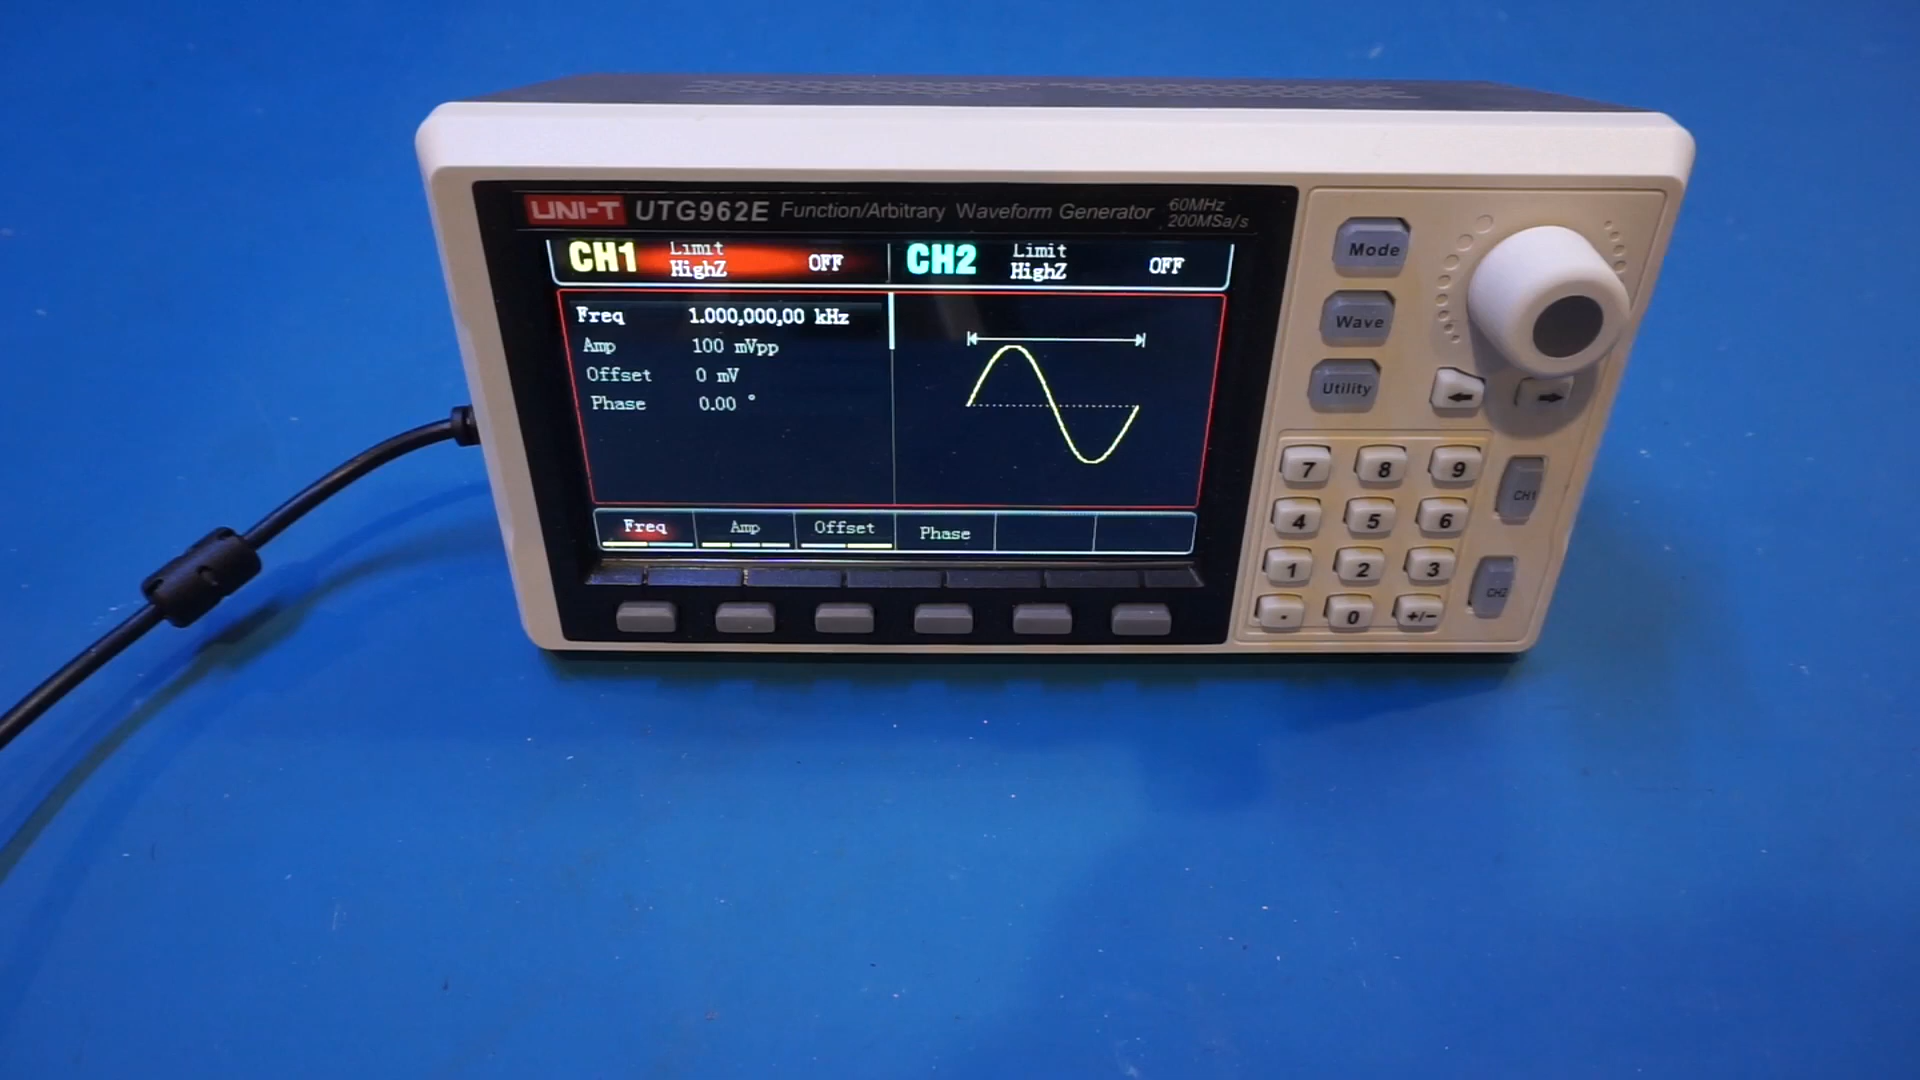 UNI-T UTG962E Function/Arbitrary Waveform Generator 60MHz 200MSa/s
CH1 Limit HighZ OFF
CH2 Limit HighZ OFF
Freq 1.000,000,00 kHz
Amp 100 mVpp
Offset 0 mV
Phase 0.00 °
Freq Amp Offset Phase
Mode
Wave
Utility
7 8 9
4 5 6
1 2 3
. 0 +/−
CH1
CH2